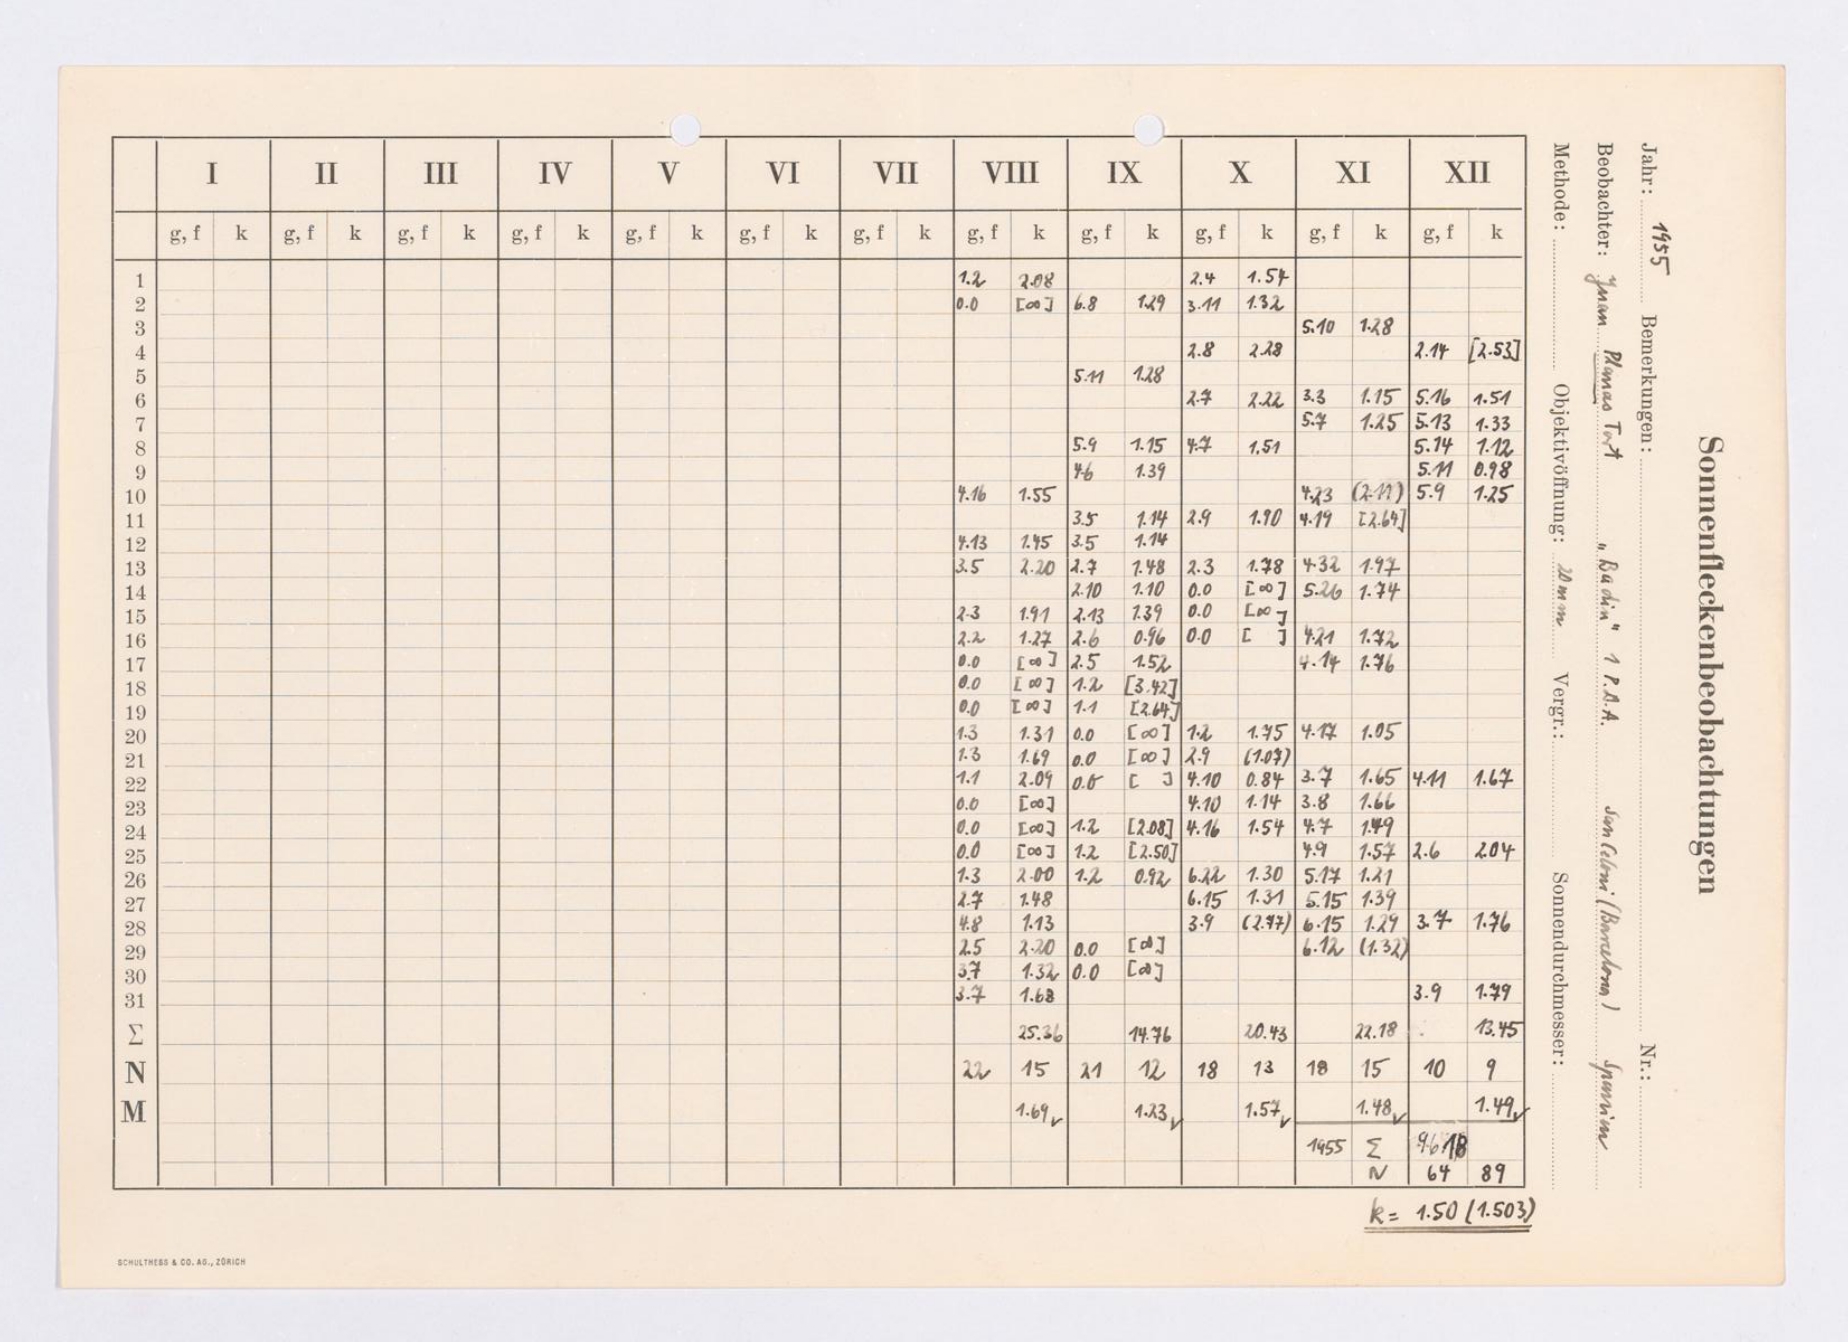 Sonnenfleckenbeobachtungen
Jahr: 1955 Bemerkungen: Nr.:
Beobachter: Juan Planas Tort "Badin" 1 P.A.A. San Celoni (Barcelona) Spanien
Methode: Objektivöffnung: 20mm Vergr.: Sonnendurchmesser:
I II III IV V VI VII VIII IX X XI XII
g, f k g, f k g, f k g, f k g, f k g, f k g, f k g, f k g, f k g, f k g, f k g, f k
1 1.2 2.08 2.4 1.54
2 0.0 [∞] 6.8 1.29 3.11 1.32
3 5.10 1.28
4 2.8 2.28 2.14 [2.53]
5 5.11 1.28
6 2.7 2.22 3.3 1.15 5.16 1.51
7 5.7 1.25 5.13 1.33
8 5.9 1.15 4.7 1.51 5.14 1.12
9 4.6 1.39 5.11 0.98
10 4.16 1.55 4.23 (2.11) 5.9 1.25
11 3.5 1.14 2.9 1.90 4.19 [2.64]
12 4.13 1.45 3.5 1.14
13 3.5 2.20 2.7 1.48 2.3 1.78 4.32 1.97
14 2.10 1.10 0.0 [∞] 5.26 1.74
15 2.3 1.91 2.13 1.39 0.0 [∞]
16 2.2 1.27 2.6 0.96 0.0 [ ] 4.21 1.72
17 0.0 [∞] 2.5 1.52 4.14 1.76
18 0.0 [∞] 1.2 [3.42]
19 0.0 [∞] 1.1 [2.64]
20 1.3 1.31 0.0 [∞] 1.2 1.75 4.17 1.05
21 1.3 1.69 0.0 [∞] 2.9 (1.07)
22 1.1 2.09 0.0 [ ] 4.10 0.84 3.7 1.65 4.11 1.67
23 0.0 [∞] 4.10 1.14 3.8 1.66
24 0.0 [∞] 1.2 [2.08] 4.16 1.54 4.7 1.49
25 0.0 [∞] 1.2 [2.50] 4.9 1.57 2.6 2.04
26 1.3 2.00 1.2 0.92 6.22 1.30 5.17 1.21
27 2.7 1.48 6.15 1.31 5.15 1.39
28 4.8 1.13 3.9 (2.77) 6.15 1.29 3.7 1.76
29 2.5 2.20 0.0 [∞] 6.12 (1.32)
30 3.7 1.32 0.0 [∞]
31 3.7 1.68 3.9 1.79
Σ 25.36 14.76 20.43 22.18 13.45
N 22 15 21 12 18 13 18 15 10 9
M 1.69✓ 1.23✓ 1.57✓ 1.48✓ 1.49✓
1955 Σ 96.18
N 64 89
k = 1.50 (1.503)
SCHULTHESS & CO. AG., ZÜRICH